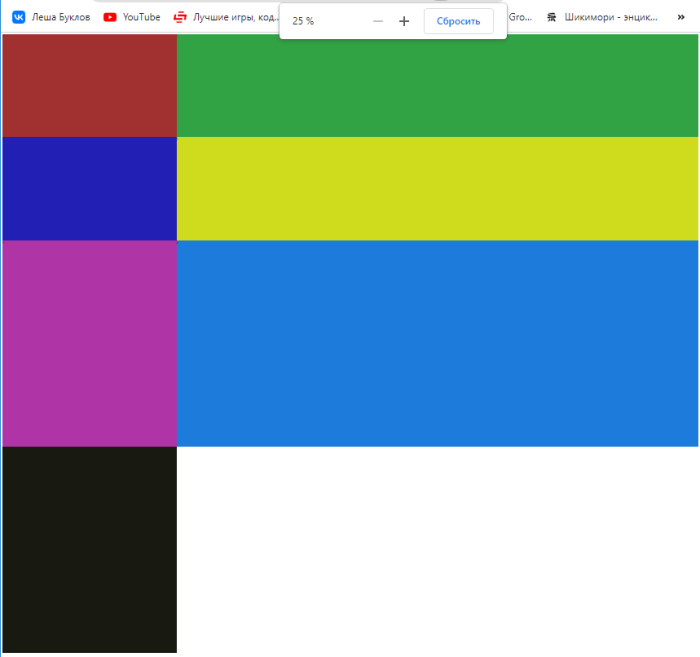 Леша Буклов
YouTube
Лучшие игры, код...
25 %
Сбросить
Gro...
Шикимори - энцик...